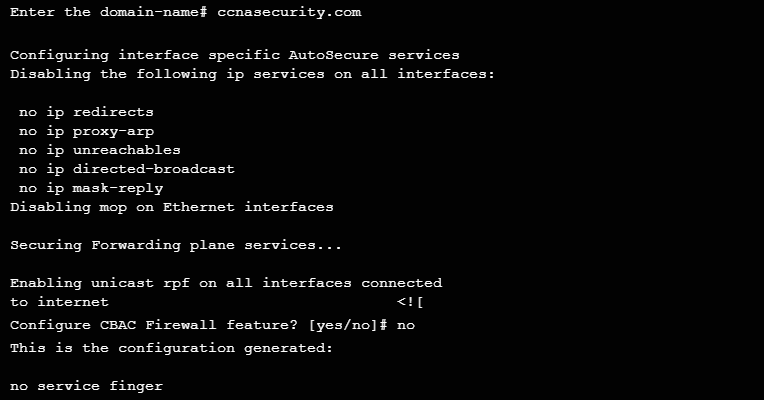 Enter the domain-name# ccnasecurity.com
Configuring interface specific AutoSecure services
Disabling the following ip services on all interfaces:
no ip redirects
no ip proxy-arp
no ip unreachables
no ip directed-broadcast
no ip mask-reply
Disabling mop on Ethernet interfaces
Securing Forwarding plane services...
Enabling unicast rpf on all interfaces connected
to internet <![
Configure CBAC Firewall feature? [yes/no]# no
This is the configuration generated:
no service finger